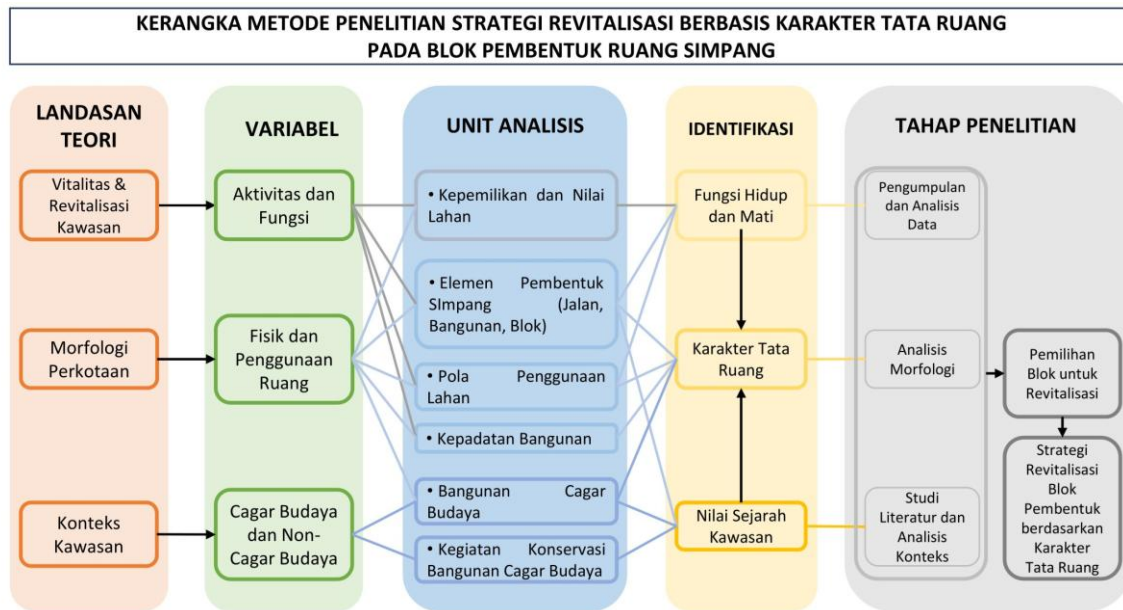 KERANGKA METODE PENELITIAN STRATEGI REVITALISASI BERBASIS KARAKTER TATA RUANG
PADA BLOK PEMBENTUK RUANG SIMPANG
LANDASAN
TEORI
Vitalitas &
Revitalisasi
Kawasan
Morfologi
Perkotaan
Konteks
Kawasan
VARIABEL
Aktivitas dan
Fungsi
Fisik dan
Penggunaan
Ruang
Cagar Budaya
dan Non-
Cagar Budaya
UNIT ANALISIS
• Kepemilikan dan Nilai
Lahan
• Elemen Pembentuk
SImpang (Jalan,
Bangunan, Blok)
• Pola Penggunaan
Lahan
• Kepadatan Bangunan
• Bangunan Cagar
Budaya
• Kegiatan Konservasi
Bangunan Cagar Budaya
IDENTIFIKASI
Fungsi Hidup
dan Mati
Karakter Tata
Ruang
Nilai Sejarah
Kawasan
TAHAP PENELITIAN
Pengumpulan
dan Analisis
Data
Analisis
Morfologi
Studi
Literatur dan
Analisis
Konteks
Pemilihan
Blok untuk
Revitalisasi
Strategi
Revitalisasi
Blok
Pembentuk
berdasarkan
Karakter
Tata Ruang